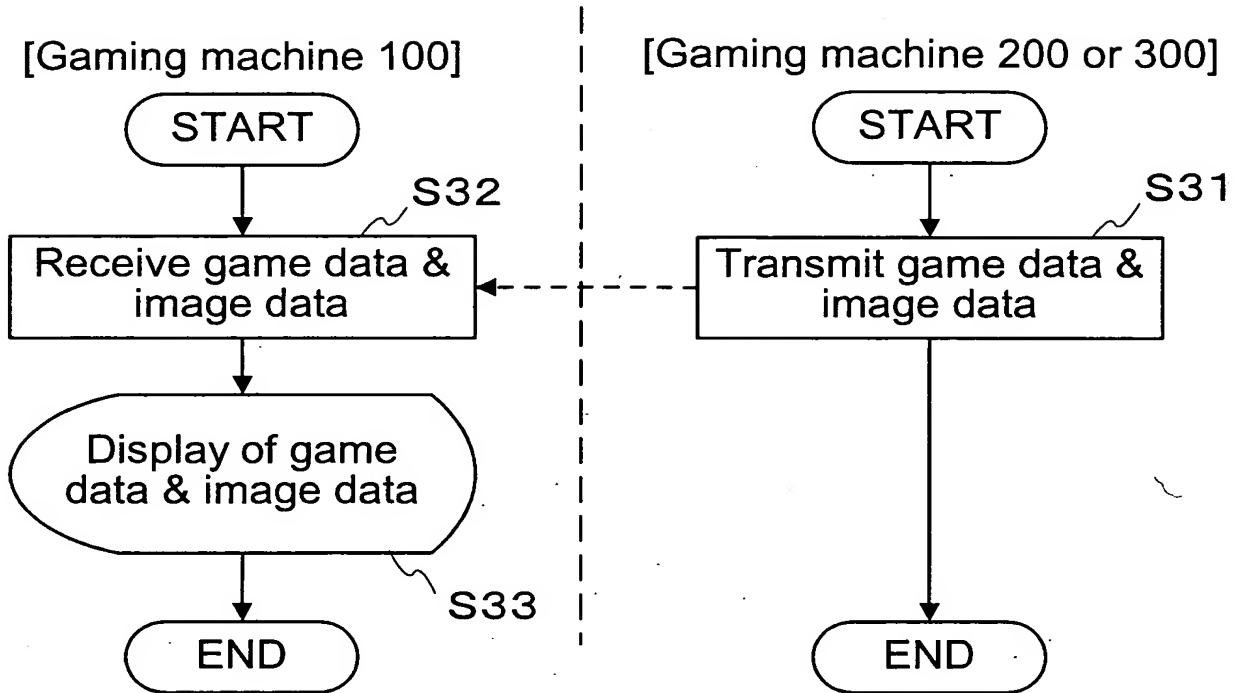 [Gaming machine 100]
START
S32
Receive game data &
image data
Display of game
data & image data
S33
END
[Gaming machine 200 or 300]
START
S31
Transmit game data &
image data
END